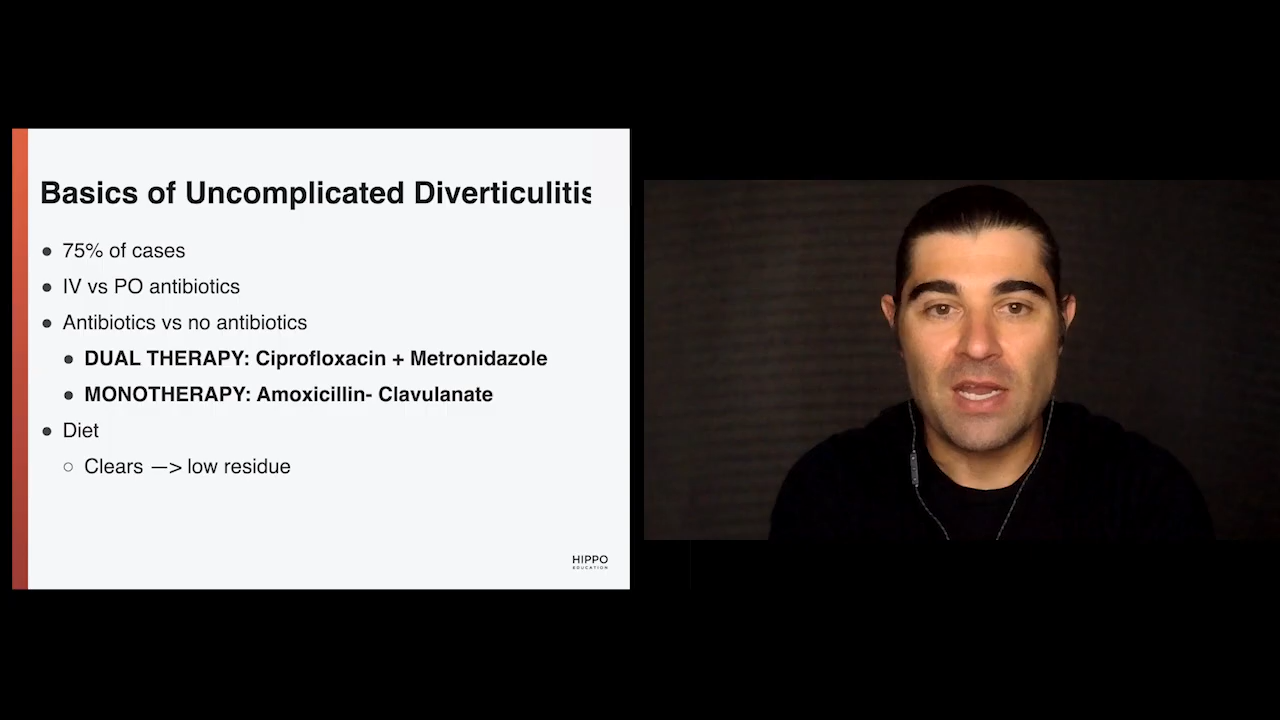 Basics of Uncomplicated Diverticulitis
75% of cases
IV vs PO antibiotics
Antibiotics vs no antibiotics
DUAL THERAPY: Ciprofloxacin + Metronidazole
MONOTHERAPY: Amoxicillin- Clavulanate
Diet
Clears —> low residue
HIPPO
EDUCATION